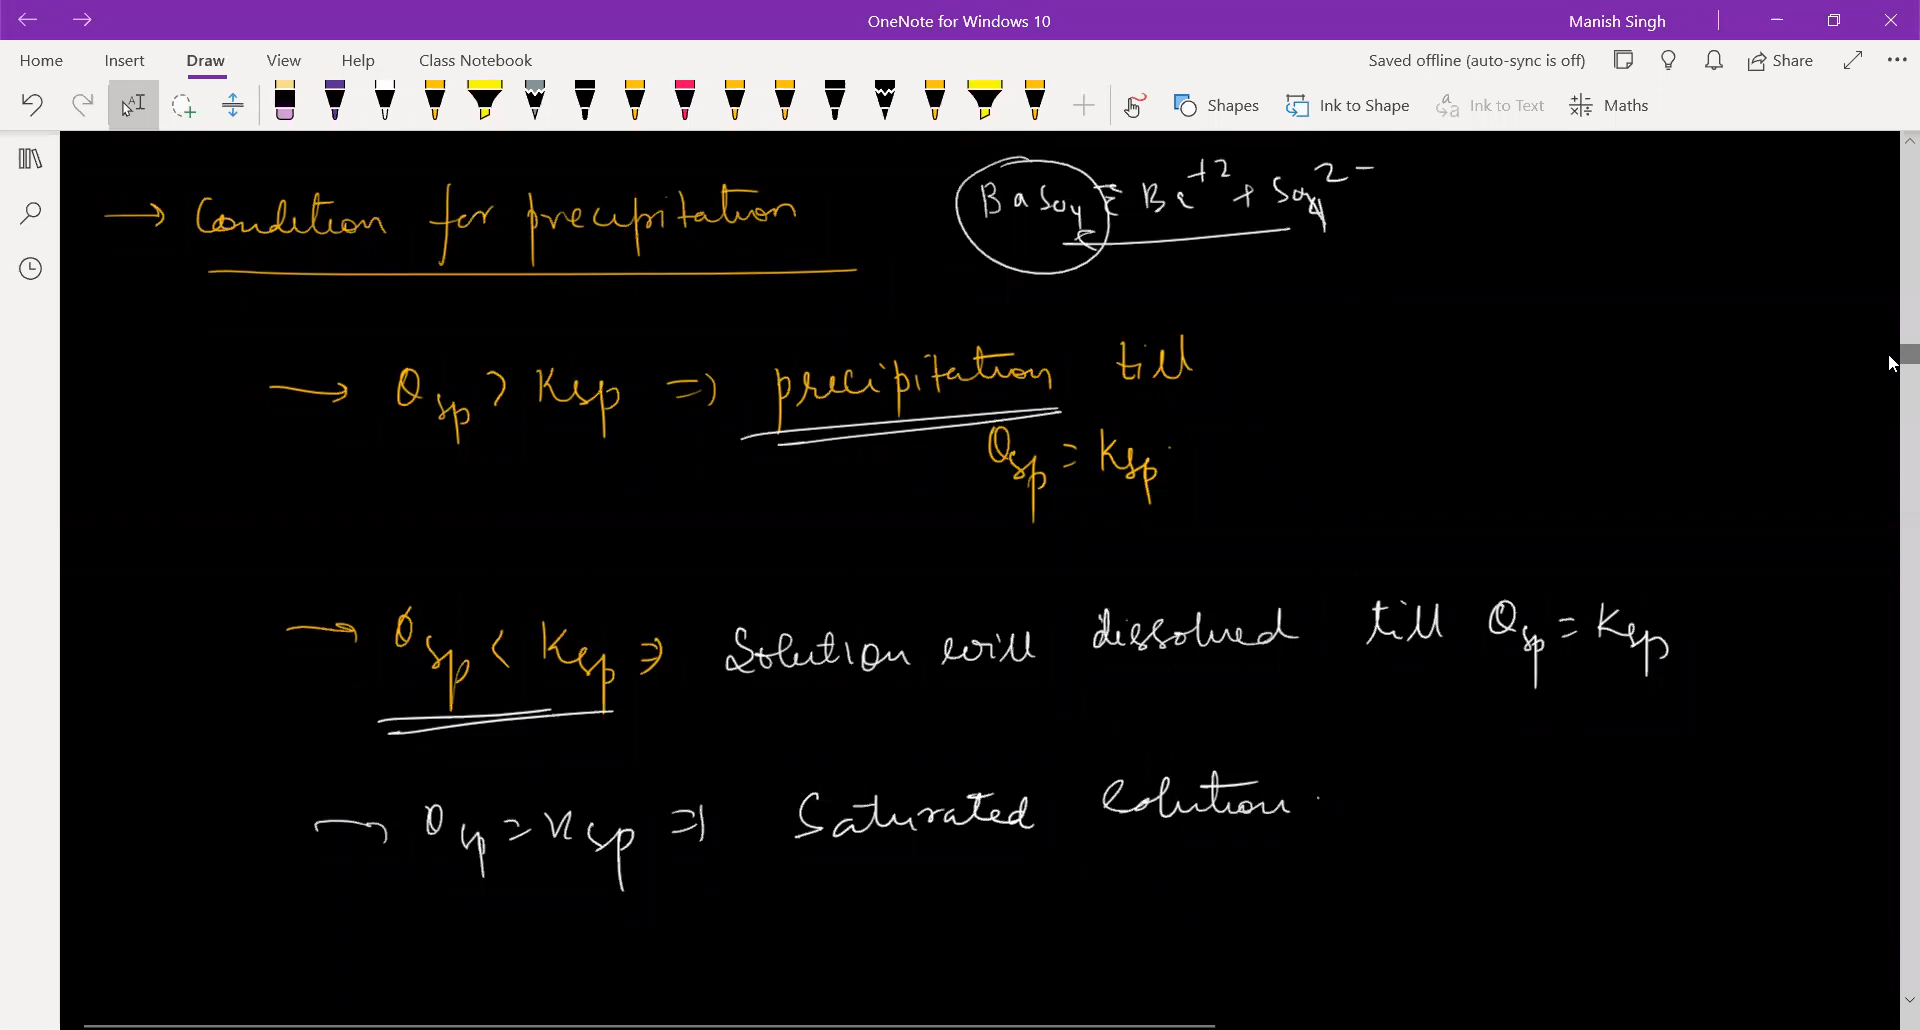 OneNote for Windows 10
Manish Singh
Home Insert Draw View Help Class Notebook
Saved offline (auto-sync is off) Share
Shapes Ink to Shape Ink to Text Maths
→ Condition for precipitation
BaSO4 ⇌ Ba+2 + SO4 2-
→ Qsp > Ksp ⇒ precipitation till
Qsp = Ksp
→ Qsp < Ksp ⇒ Solution will dissolved till Qsp = Ksp
→ Qsp = Ksp ⇒ Saturated solution.